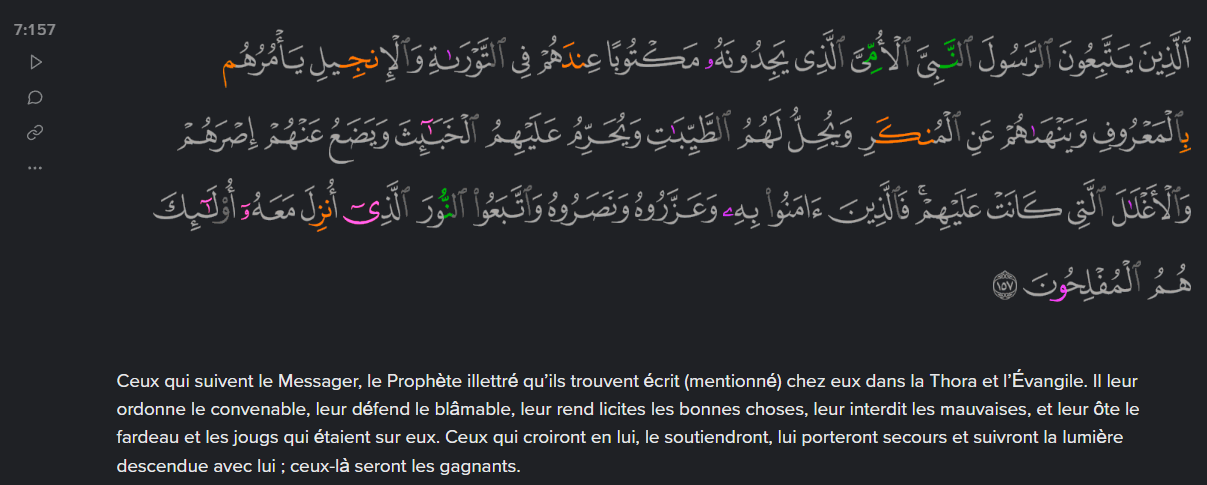 7:157
ٱلَّذِينَ يَتَّبِعُونَ ٱلرَّسُولَ ٱلنَّبِىَّ ٱلْأُمِّىَّ ٱلَّذِى يَجِدُونَهُۥ مَكْتُوبًا عِندَهُمْ فِى ٱلتَّوْرَىٰةِ وَٱلْإِنجِيلِ يَأْمُرُهُم
بِٱلْمَعْرُوفِ وَيَنْهَىٰهُمْ عَنِ ٱلْمُنكَرِ وَيُحِلُّ لَهُمُ ٱلطَّيِّبَـٰتِ وَيُحَرِّمُ عَلَيْهِمُ ٱلْخَبَـٰٓئِثَ وَيَضَعُ عَنْهُمْ إِصْرَهُمْ
وَٱلْأَغْلَـٰلَ ٱلَّتِى كَانَتْ عَلَيْهِمْ ۚ فَٱلَّذِينَ ءَامَنُوا۟ بِهِۦ وَعَزَّرُوهُ وَنَصَرُوهُ وَٱتَّبَعُوا۟ ٱلنُّورَ ٱلَّذِىٓ أُنزِلَ مَعَهُۥٓ ۙ أُو۟لَـٰٓئِكَ
هُمُ ٱلْمُفْلِحُونَ ١٥٧
Ceux qui suivent le Messager, le Prophète illettré qu’ils trouvent écrit (mentionné) chez eux dans la Thora et l’Évangile. Il leur
ordonne le convenable, leur défend le blâmable, leur rend licites les bonnes choses, leur interdit les mauvaises, et leur ôte le
fardeau et les jougs qui étaient sur eux. Ceux qui croiront en lui, le soutiendront, lui porteront secours et suivront la lumière
descendue avec lui ; ceux-là seront les gagnants.